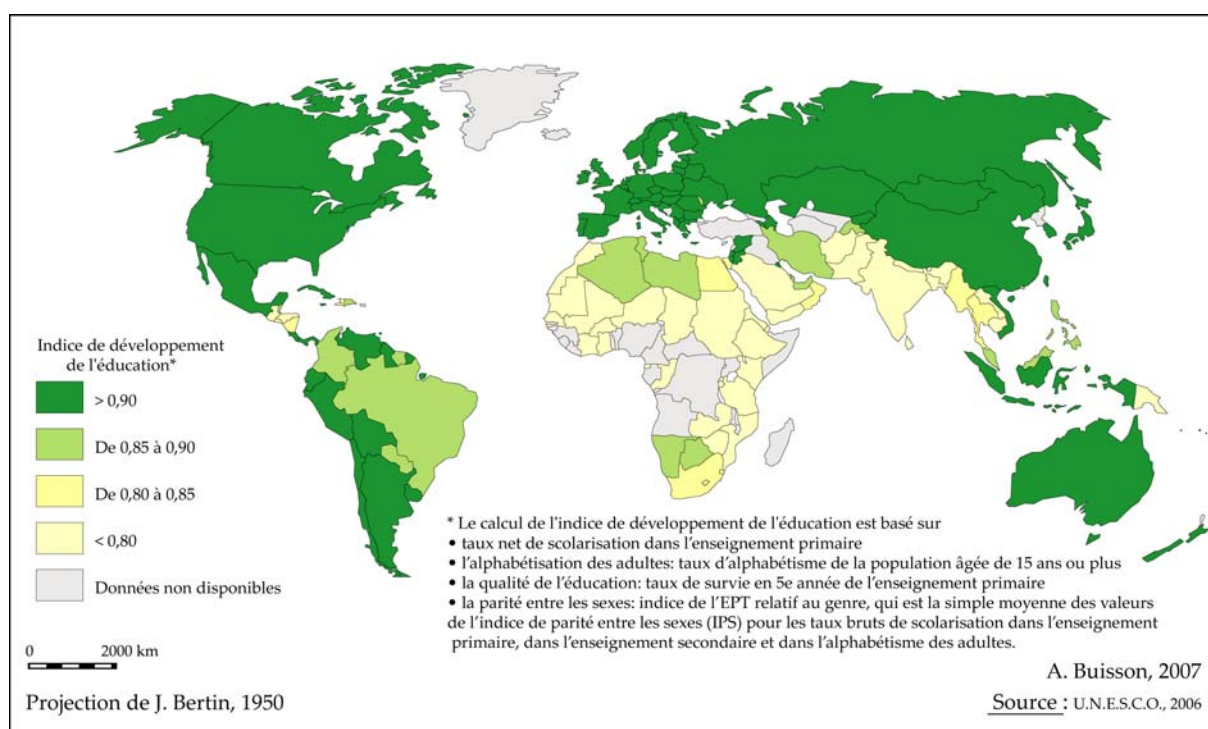 Indice de développement
de l'éducation*
> 0,90
De 0,85 à 0,90
De 0,80 à 0,85
< 0,80
Données non disponibles
0 2000 km
Projection de J. Bertin, 1950
* Le calcul de l'indice de développement de l'éducation est basé sur
• taux net de scolarisation dans l'enseignement primaire
• l'alphabétisation des adultes: taux d'alphabétisme de la population âgée de 15 ans ou plus
• la qualité de l'éducation: taux de survie en 5e année de l'enseignement primaire
• la parité entre les sexes: indice de l'EPT relatif au genre, qui est la simple moyenne des valeurs
de l'indice de parité entre les sexes (IPS) pour les taux bruts de scolarisation dans l'enseignement
primaire, dans l'enseignement secondaire et dans l'alphabétisme des adultes.
A. Buisson, 2007
Source : U.N.E.S.C.O., 2006